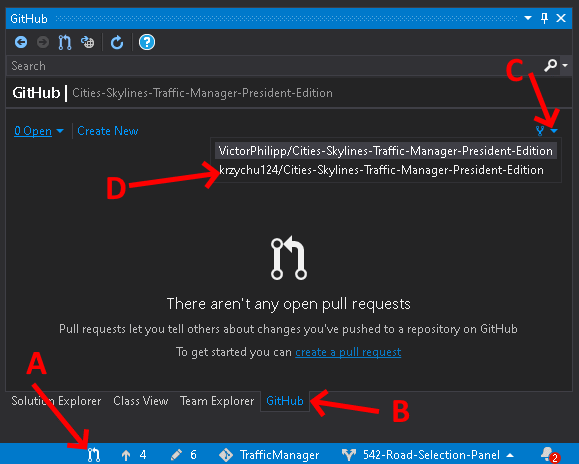 GitHub
Search
GitHub | Cities-Skylines-Traffic-Manager-President-Edition
C
0 Open Create New
VictorPhilipp/Cities-Skylines-Traffic-Manager-President-Edition
krzychu124/Cities-Skylines-Traffic-Manager-President-Edition
D
There aren't any open pull requests
Pull requests let you tell others about changes you've pushed to a repository on GitHub
To get started you can create a pull request
A
Solution Explorer Class View Team Explorer GitHub
B
4 6 TrafficManager 542-Road-Selection-Panel 2